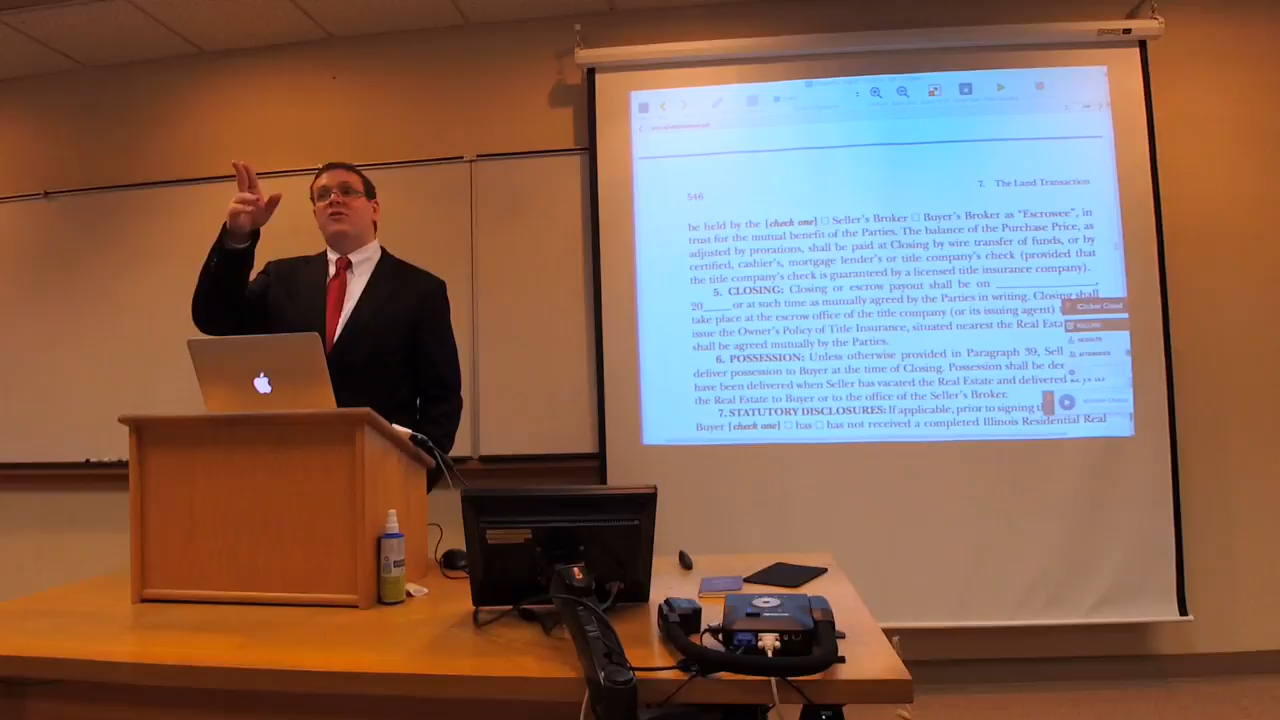 546
7. The Land Transaction
be held by the [check one] □ Seller's Broker □ Buyer's Broker as "Escrowee", in
trust for the mutual benefit of the Parties. The balance of the Purchase Price, as
adjusted by prorations, shall be paid at Closing by wire transfer of funds, or by
certified, cashier's, mortgage lender's or title company's check (provided that
the title company's check is guaranteed by a licensed title insurance company).
5. CLOSING: Closing or escrow payout shall be on ____________,
20____ or at such time as mutually agreed by the Parties in writing. Closing shall
take place at the escrow office of the title company (or its issuing agent)
issue the Owner's Policy of Title Insurance, situated nearest the Real Esta
shall be agreed mutually by the Parties.
6. POSSESSION: Unless otherwise provided in Paragraph 39, Sell
deliver possession to Buyer at the time of Closing. Possession shall be dee
have been delivered when Seller has vacated the Real Estate and delivered
the Real Estate to Buyer or to the office of the Seller's Broker.
7. STATUTORY DISCLOSURES: If applicable, prior to signing
Buyer [check one] □ has □ has not received a completed Illinois Residential Real
iClicker Cloud
POLLING
RESULTS
ATTENDANCE
Multiple Choice